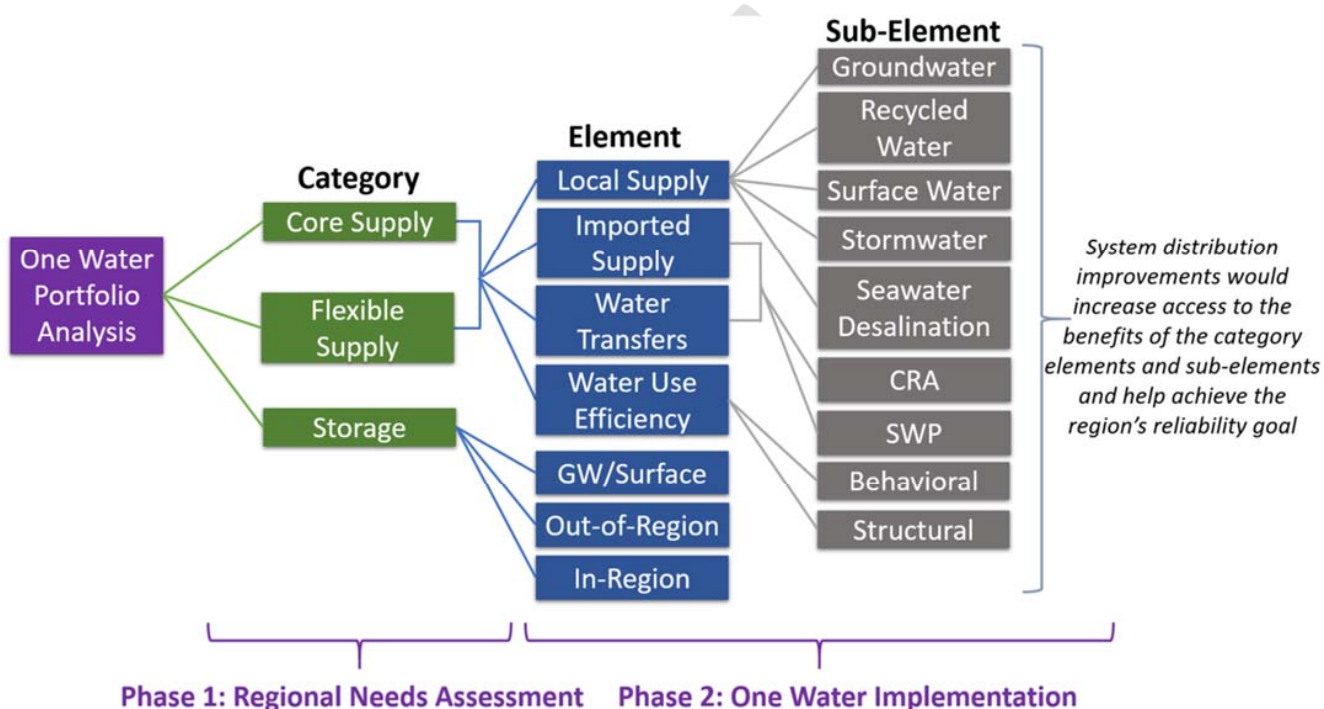 Sub-Element
Groundwater
Recycled
Water
Surface Water
Stormwater
Seawater
Desalination
CRA
SWP
Behavioral
Structural
Element
Local Supply
Imported
Supply
Water
Transfers
Water Use
Efficiency
GW/Surface
Out-of-Region
In-Region
Category
Core Supply
Flexible
Supply
Storage
One Water
Portfolio
Analysis
System distribution
improvements would
increase access to the
benefits of the category
elements and sub-elements
and help achieve the
region's reliability goal
Phase 1: Regional Needs Assessment
Phase 2: One Water Implementation